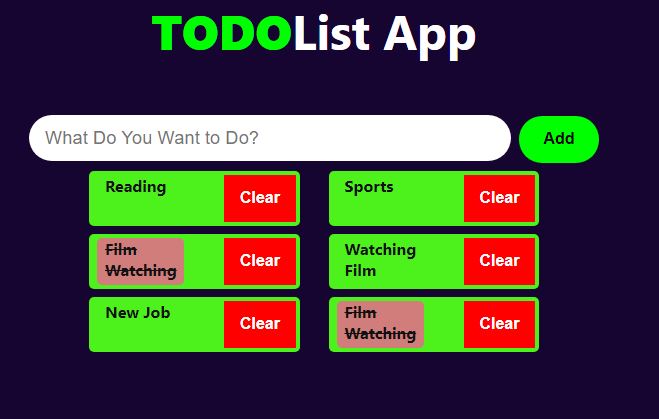 TODOList App
What Do You Want to Do?
Add
Reading
Clear
Sports
Clear
Film
Watching
Clear
Watching
Film
Clear
New Job
Clear
Film
Watching
Clear